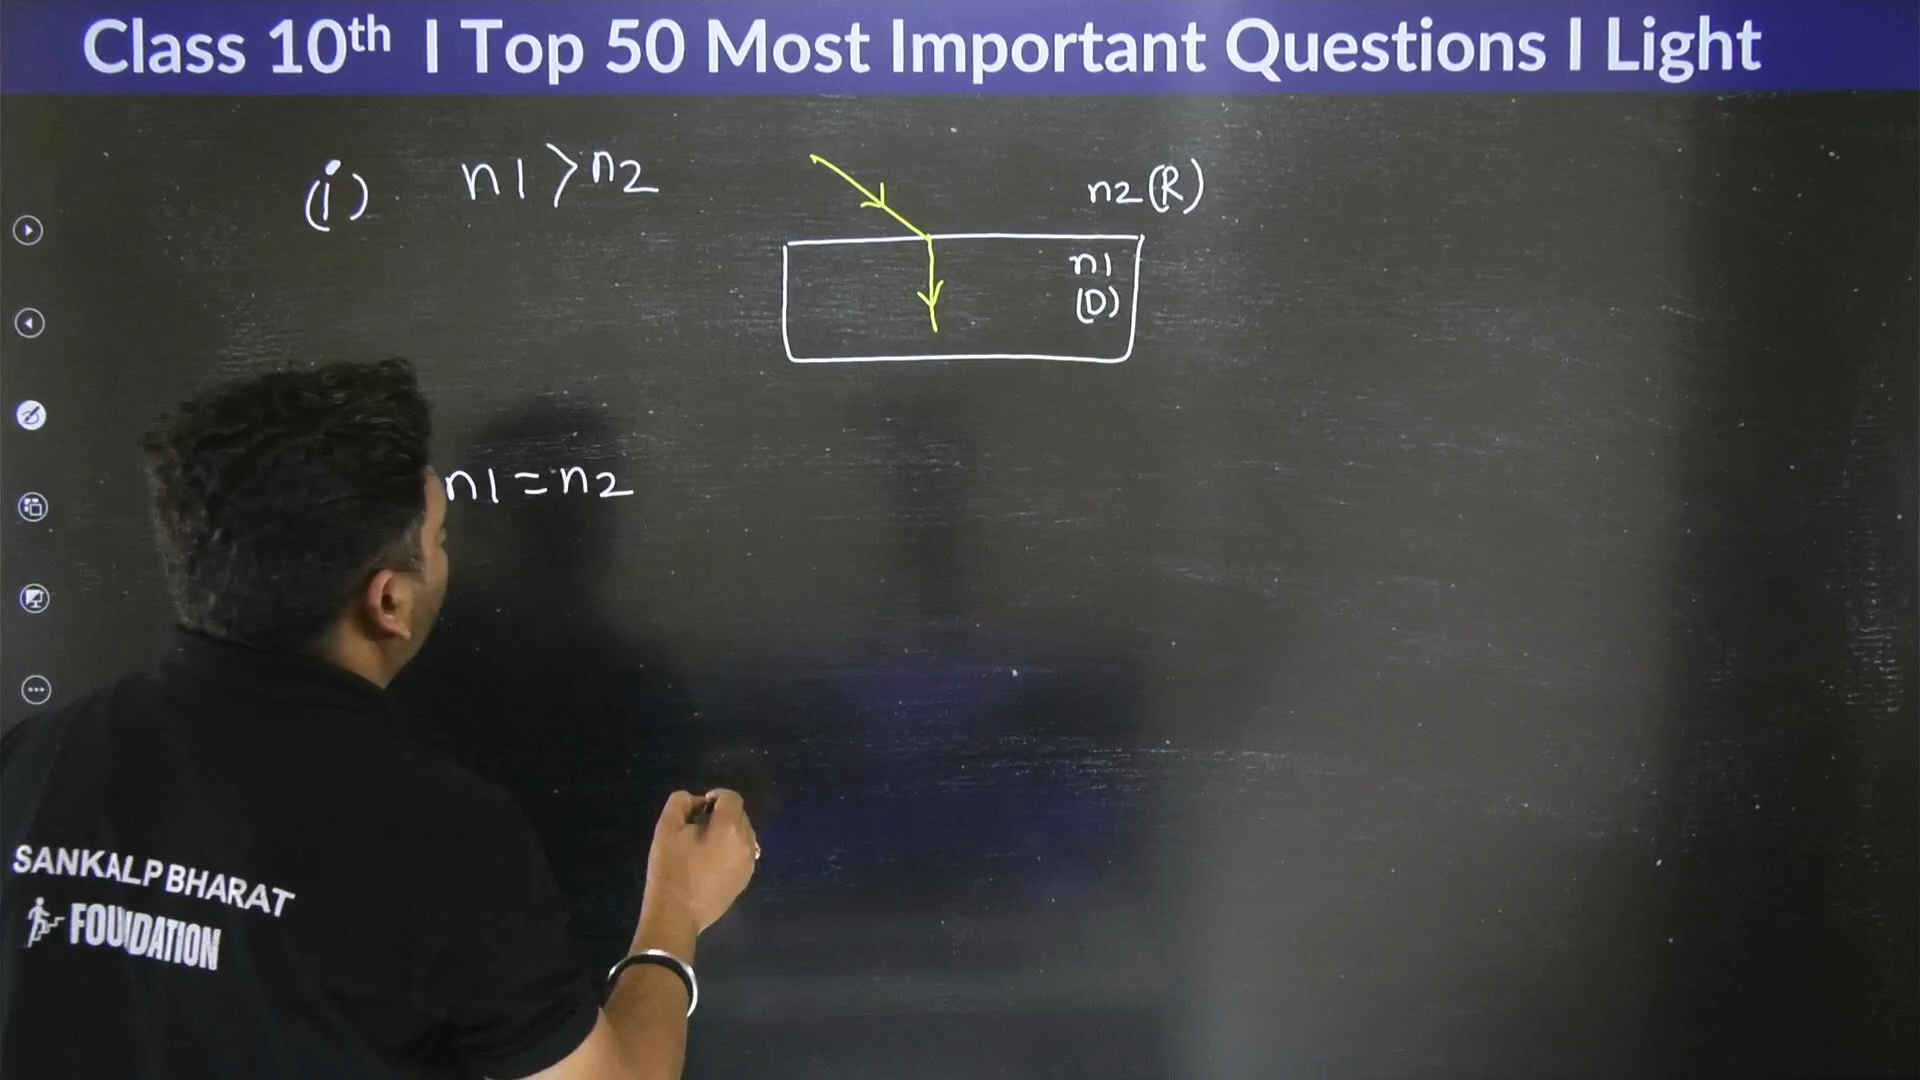 Class 10th I Top 50 Most Important Questions I Light
(i) n1 > n2
n2 (R)
n1
(D)
n1 = n2
SANKALP BHARAT
FOUNDATION